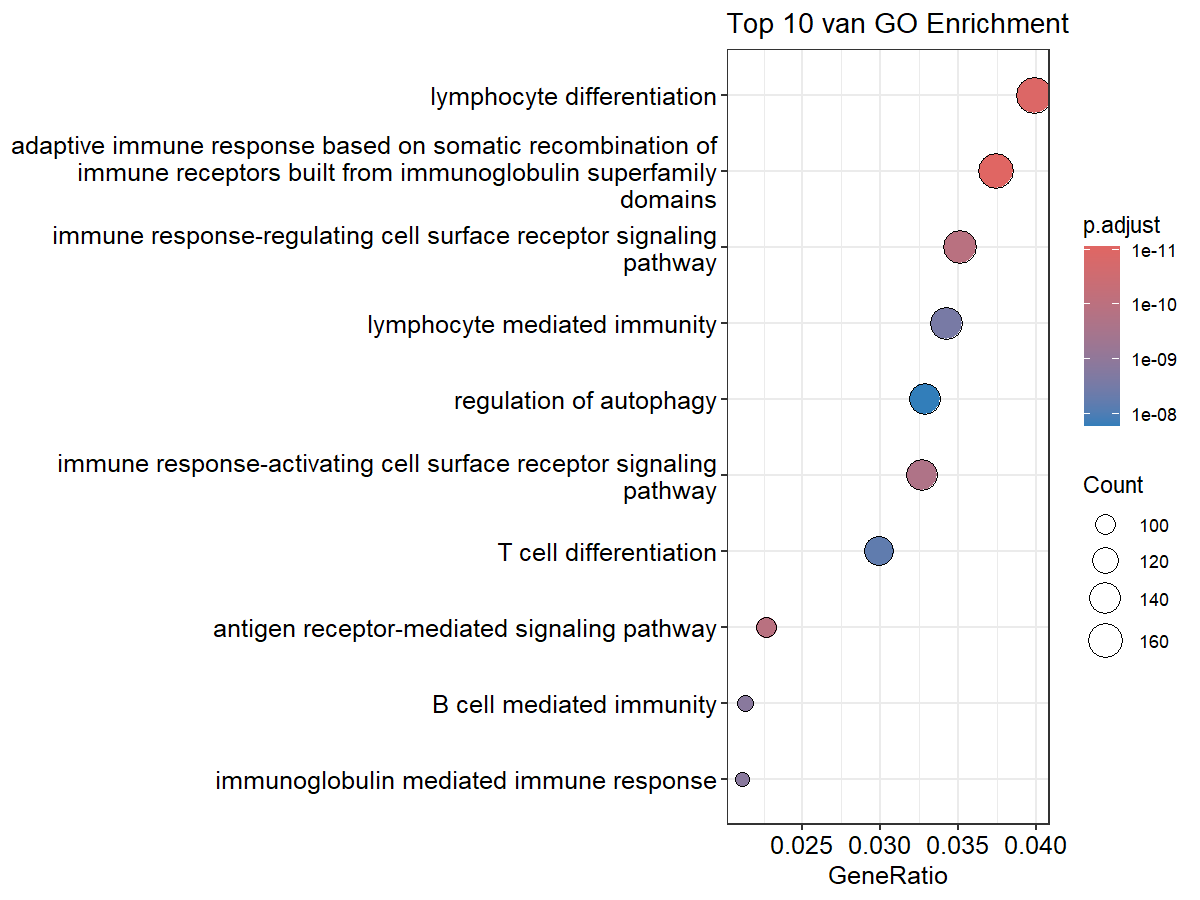 Top 10 van GO Enrichment
lymphocyte differentiation
adaptive immune response based on somatic recombination of
immune receptors built from immunoglobulin superfamily
domains
immune response-regulating cell surface receptor signaling
pathway
lymphocyte mediated immunity
regulation of autophagy
immune response-activating cell surface receptor signaling
pathway
T cell differentiation
antigen receptor-mediated signaling pathway
B cell mediated immunity
immunoglobulin mediated immune response
0.025 0.030 0.035 0.040
GeneRatio
p.adjust
1e-11
1e-10
1e-09
1e-08
Count
100
120
140
160